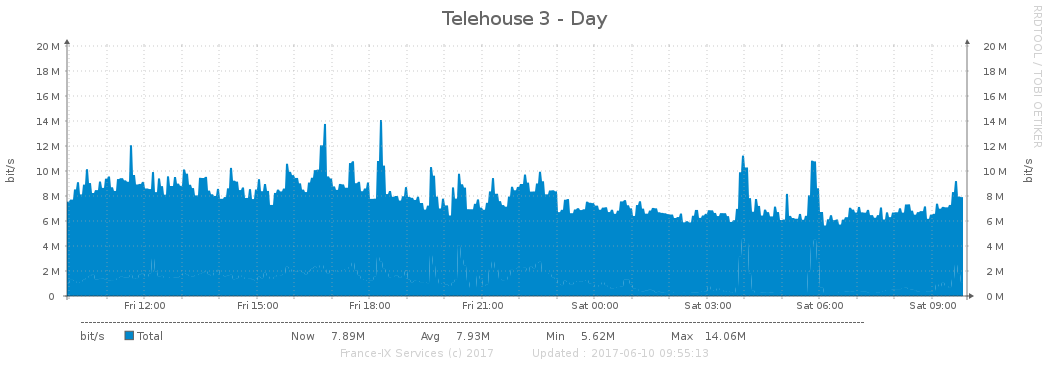 Telehouse 3 - Day
RRDTOOL / TOBI OETIKER
bit/s
20 M 20 M
18 M 18 M
16 M 16 M
14 M 14 M
12 M 12 M
10 M 10 M
8 M 8 M
6 M 6 M
4 M 4 M
2 M 2 M
0 0 M
bit/s
Fri 12:00 Fri 15:00 Fri 18:00 Fri 21:00 Sat 00:00 Sat 03:00 Sat 06:00 Sat 09:00
bit/s Total Now 7.89M Avg 7.93M Min 5.62M Max 14.06M
France-IX Services (c) 2017 Updated : 2017-06-10 09:55:13